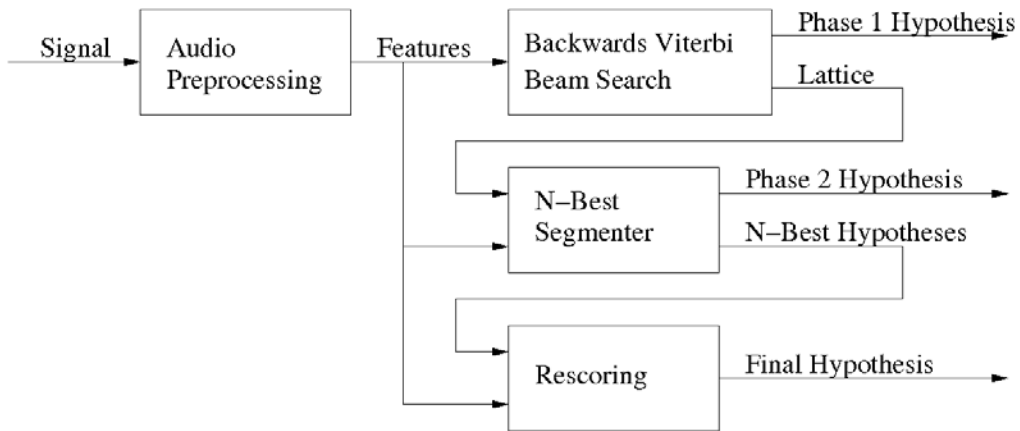 Signal
Audio
Preprocessing
Features
Backwards Viterbi
Beam Search
Phase 1 Hypothesis
Lattice
N–Best
Segmenter
Phase 2 Hypothesis
N–Best Hypotheses
Rescoring
Final Hypothesis